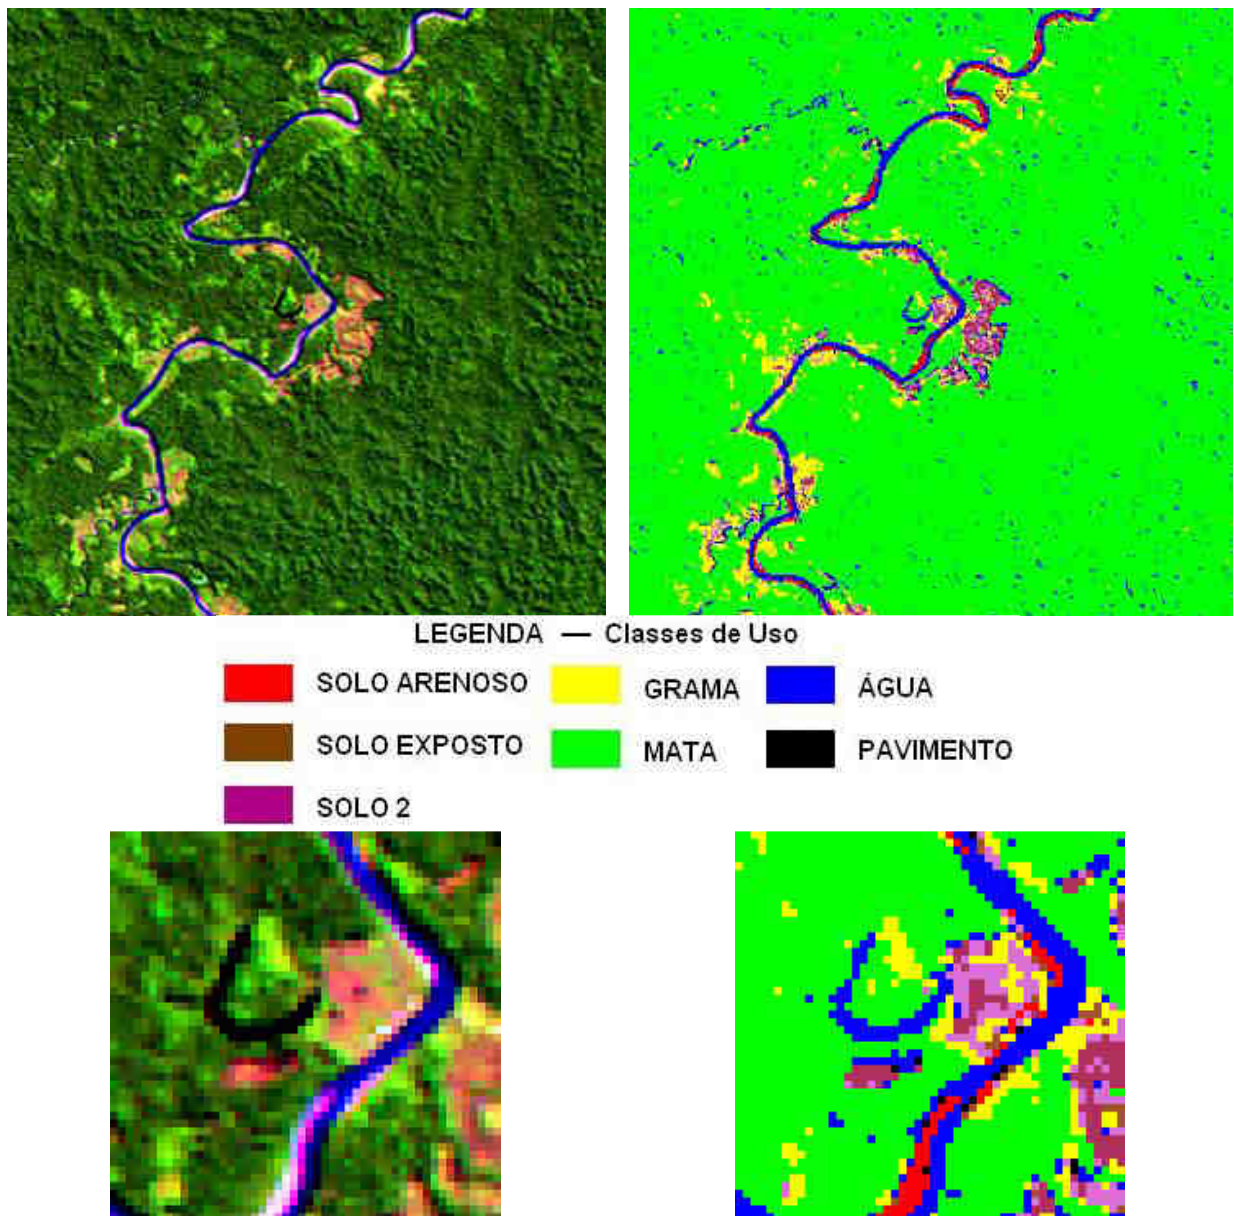 LEGENDA — Classes de Uso
SOLO ARENOSO GRAMA ÁGUA
SOLO EXPOSTO MATA PAVIMENTO
SOLO 2